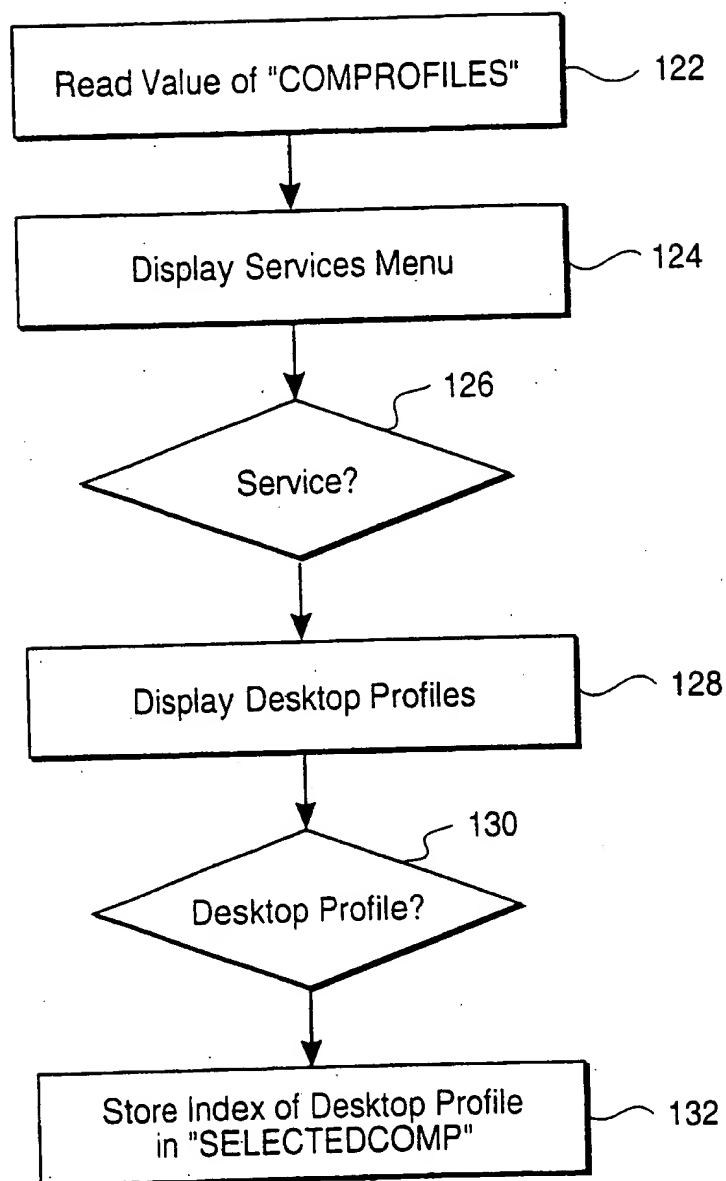 Read Value of "COMPROFILES"
122
Display Services Menu
124
126
Service?
Display Desktop Profiles
128
130
Desktop Profile?
Store Index of Desktop Profile
in "SELECTEDCOMP"
132